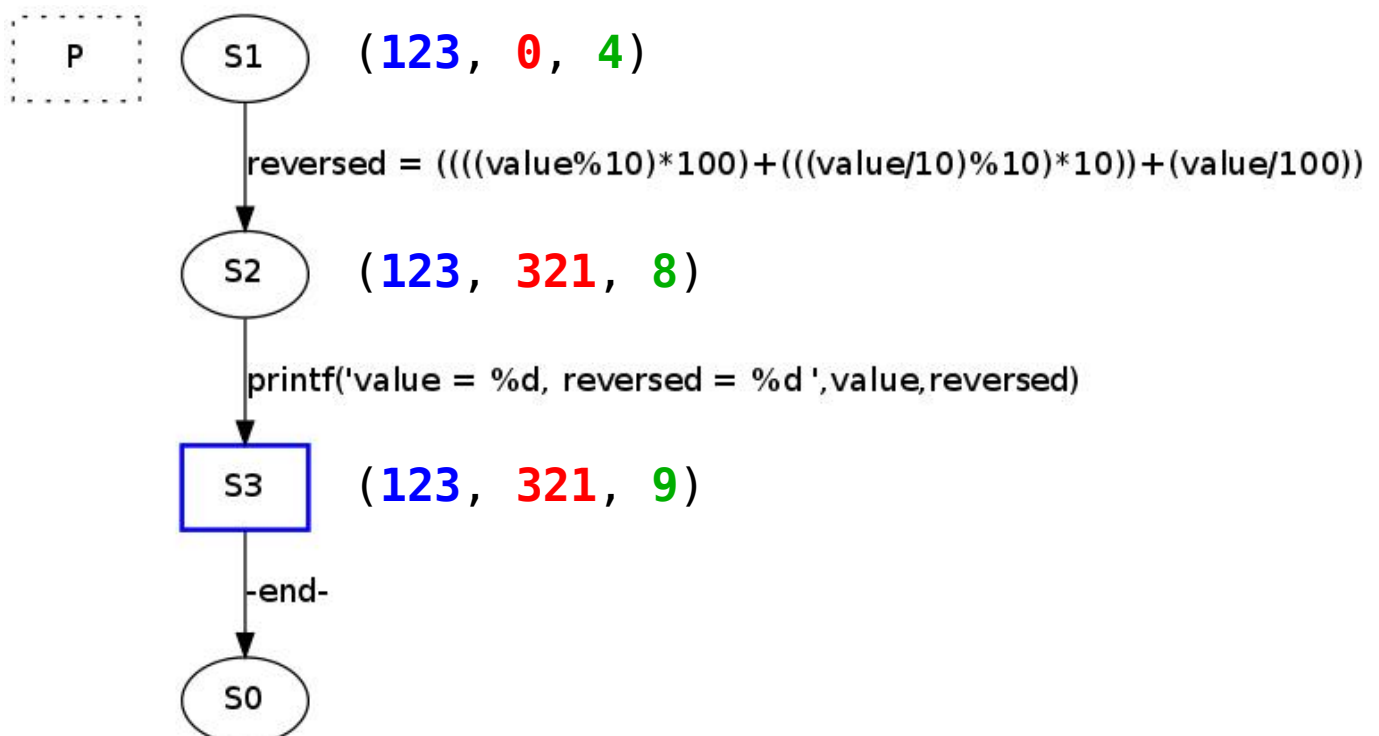 P S1 (123, 0, 4)
reversed = ((((value%10)*100)+(((value/10)%10)*10))+(value/100))
S2 (123, 321, 8)
printf('value = %d, reversed = %d ',value,reversed)
S3 (123, 321, 9)
-end-
S0